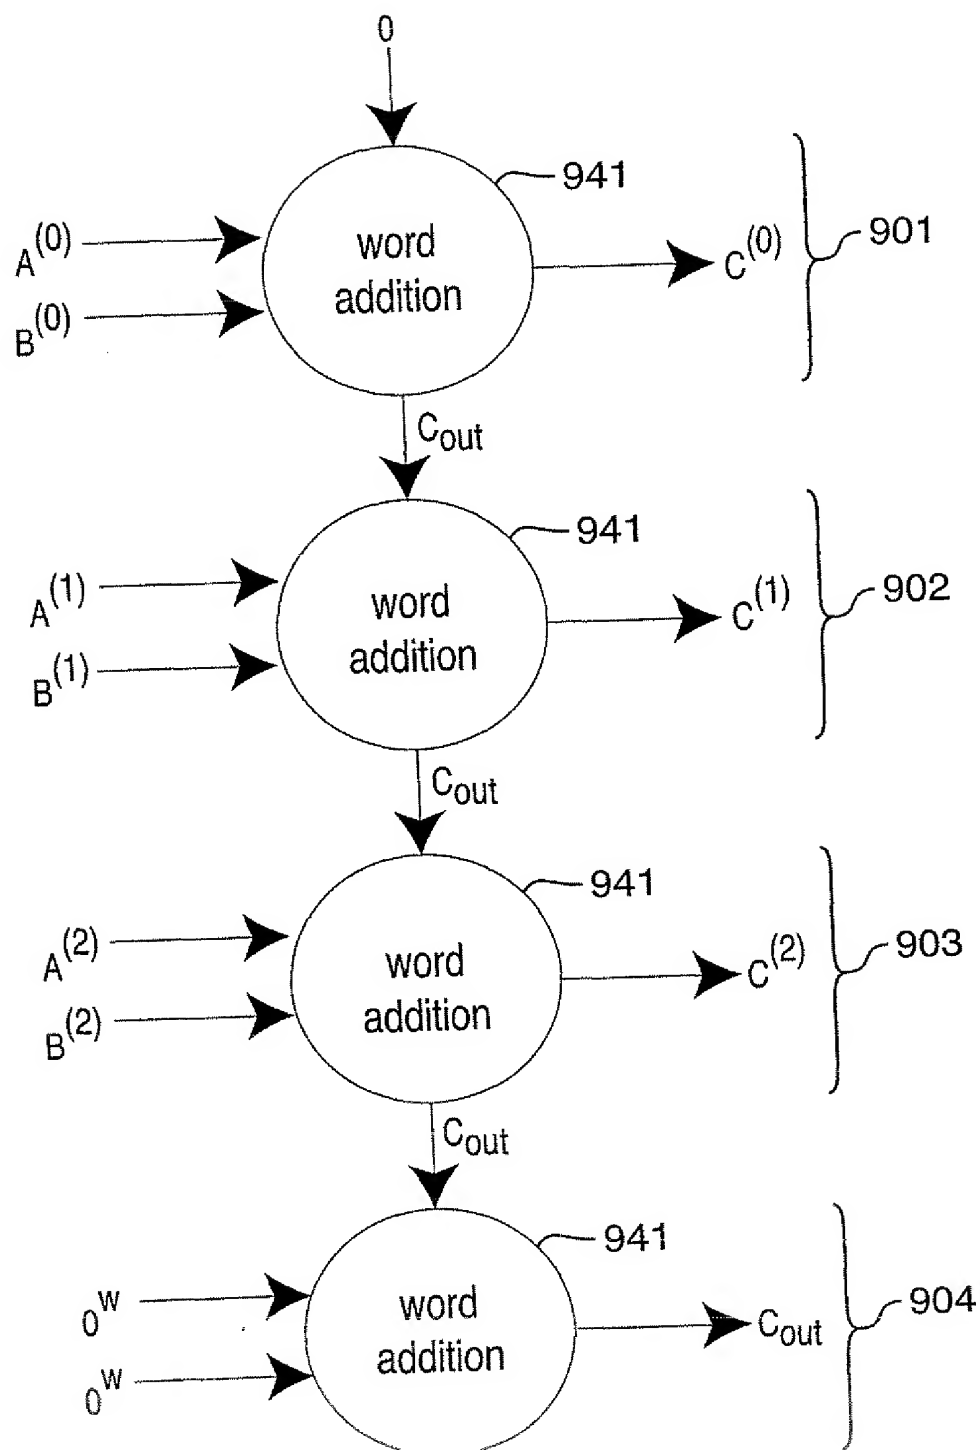 0
941
A(0)
B(0)
word
addition
C(0)
901
Cout
941
A(1)
B(1)
word
addition
C(1)
902
Cout
941
A(2)
B(2)
word
addition
C(2)
903
Cout
941
0w
0w
word
addition
Cout
904